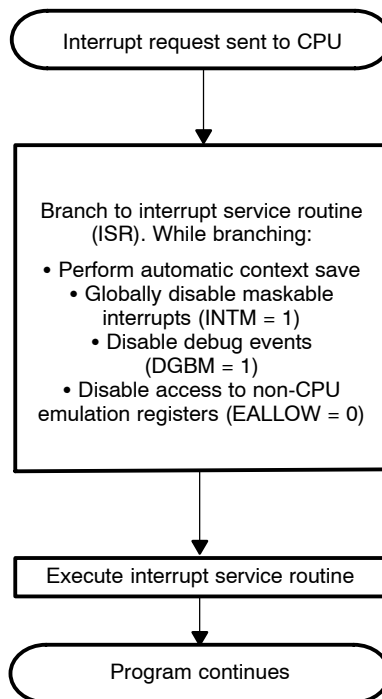 Interrupt request sent to CPU
Branch to interrupt service routine
(ISR). While branching:
• Perform automatic context save
• Globally disable maskable
interrupts (INTM = 1)
• Disable debug events
(DGBM = 1)
• Disable access to non-CPU
emulation registers (EALLOW = 0)
Execute interrupt service routine
Program continues